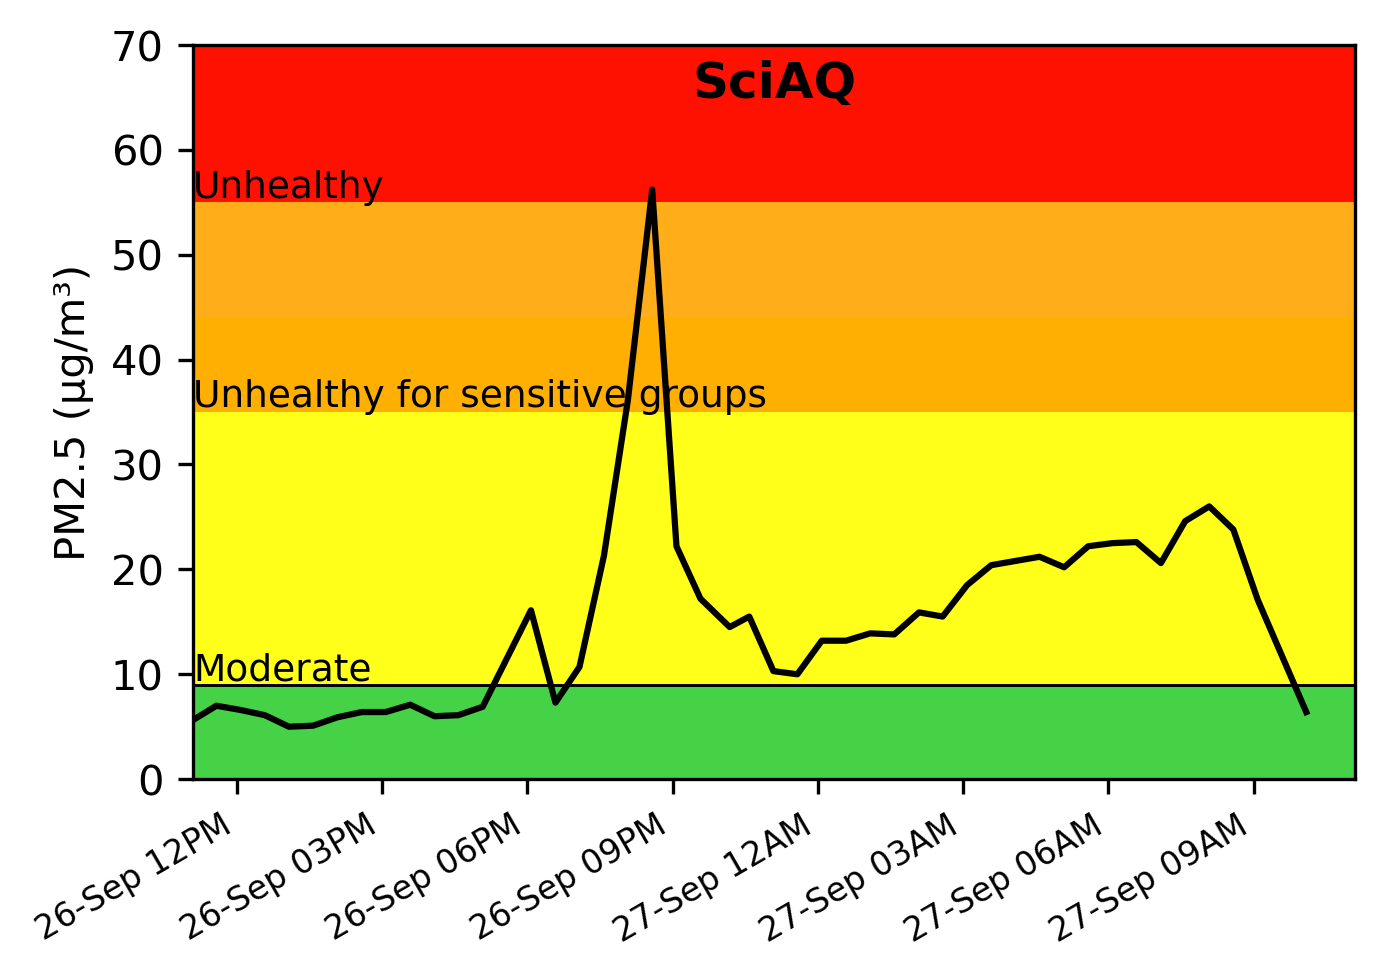 SciAQ
PM2.5 (µg/m³)
70
60
50
40
30
20
10
0
Unhealthy
Unhealthy for sensitive groups
Moderate
26-Sep 12PM
26-Sep 03PM
26-Sep 06PM
26-Sep 09PM
27-Sep 12AM
27-Sep 03AM
27-Sep 06AM
27-Sep 09AM